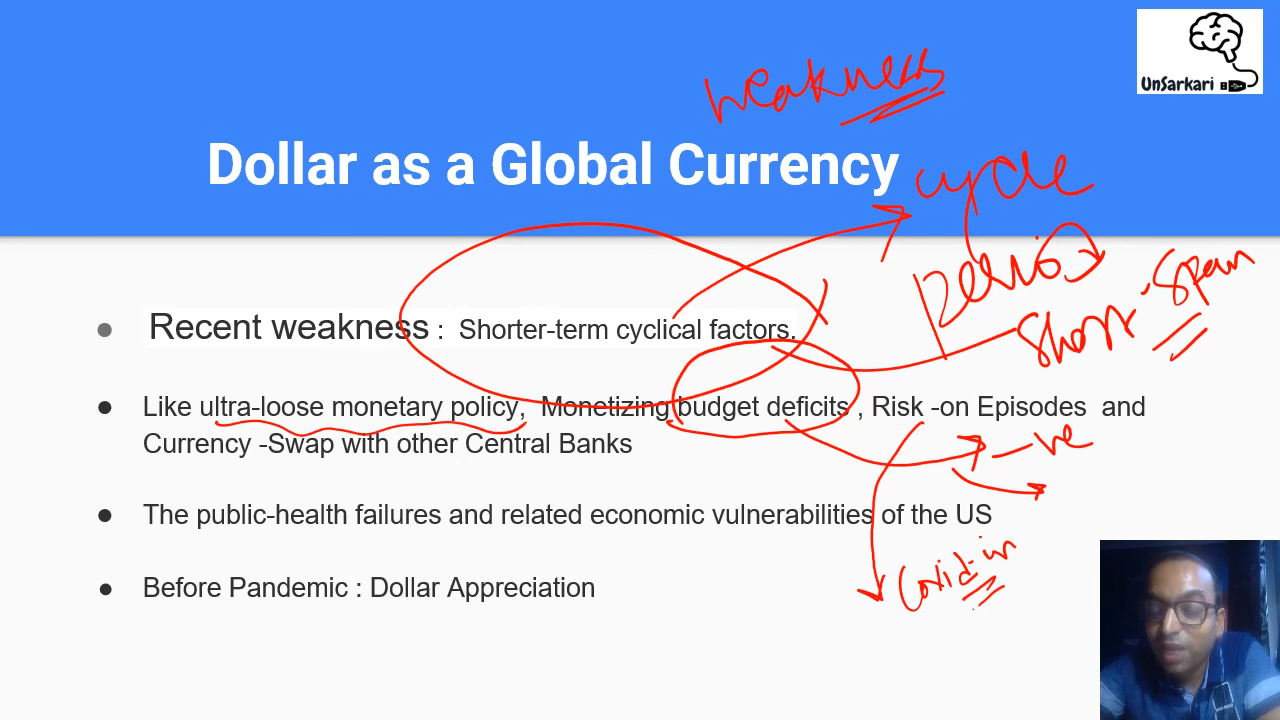 UnSarkari
weakness
Dollar as a Global Currency
cycle
period
Short-Span
● Recent weakness : Shorter-term cyclical factors.
● Like ultra-loose monetary policy, Monetizing budget deficits , Risk -on Episodes and
Currency -Swap with other Central Banks
-ve
● The public-health failures and related economic vulnerabilities of the US
Covid-
● Before Pandemic : Dollar Appreciation